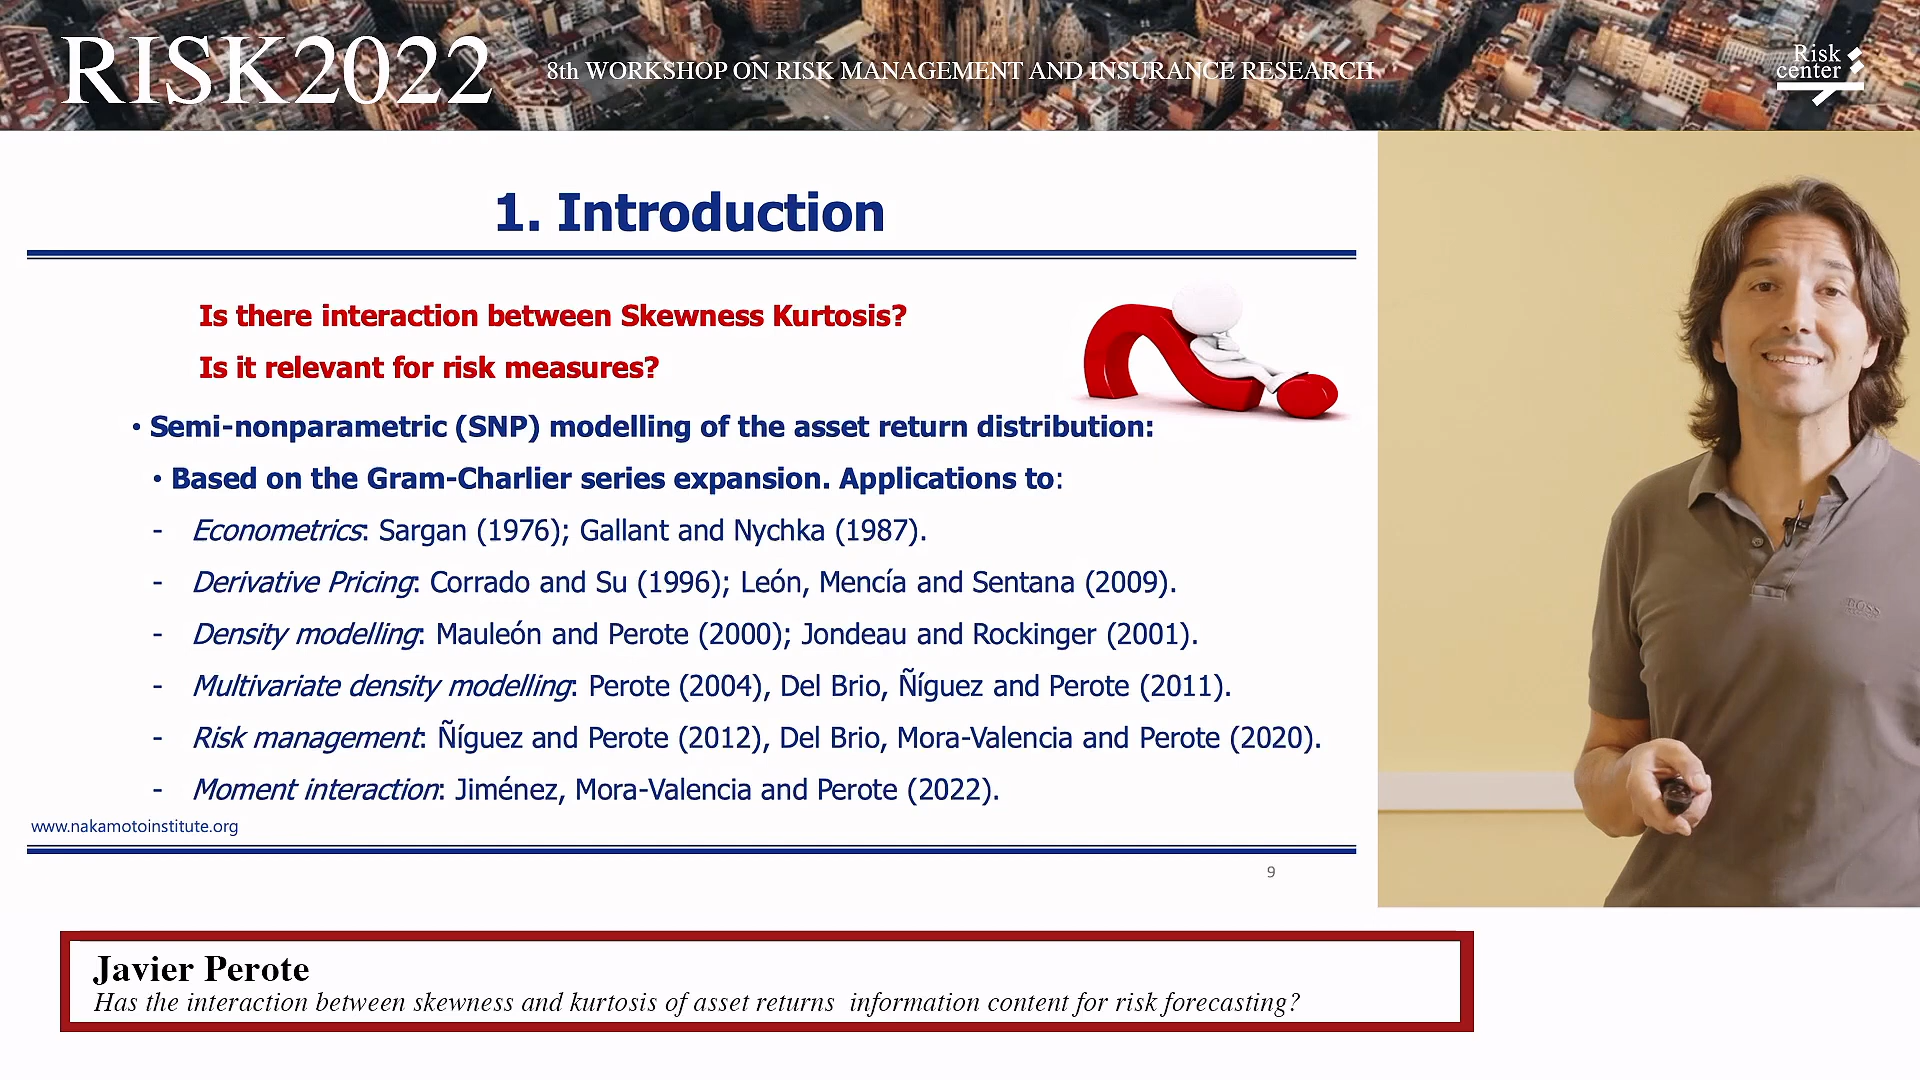 RISK2022
8th WORKSHOP ON RISK MANAGEMENT AND INSURANCE RESEARCH
Risk
center
1. Introduction
Is there interaction between Skewness Kurtosis?
Is it relevant for risk measures?
• Semi-nonparametric (SNP) modelling of the asset return distribution:
• Based on the Gram-Charlier series expansion. Applications to:
- Econometrics: Sargan (1976); Gallant and Nychka (1987).
- Derivative Pricing: Corrado and Su (1996); León, Mencía and Sentana (2009).
- Density modelling: Mauleón and Perote (2000); Jondeau and Rockinger (2001).
- Multivariate density modelling: Perote (2004), Del Brio, Ñíguez and Perote (2011).
- Risk management: Ñíguez and Perote (2012), Del Brio, Mora-Valencia and Perote (2020).
- Moment interaction: Jiménez, Mora-Valencia and Perote (2022).
www.nakamotoinstitute.org
9
BOSS
Javier Perote
Has the interaction between skewness and kurtosis of asset returns information content for risk forecasting?